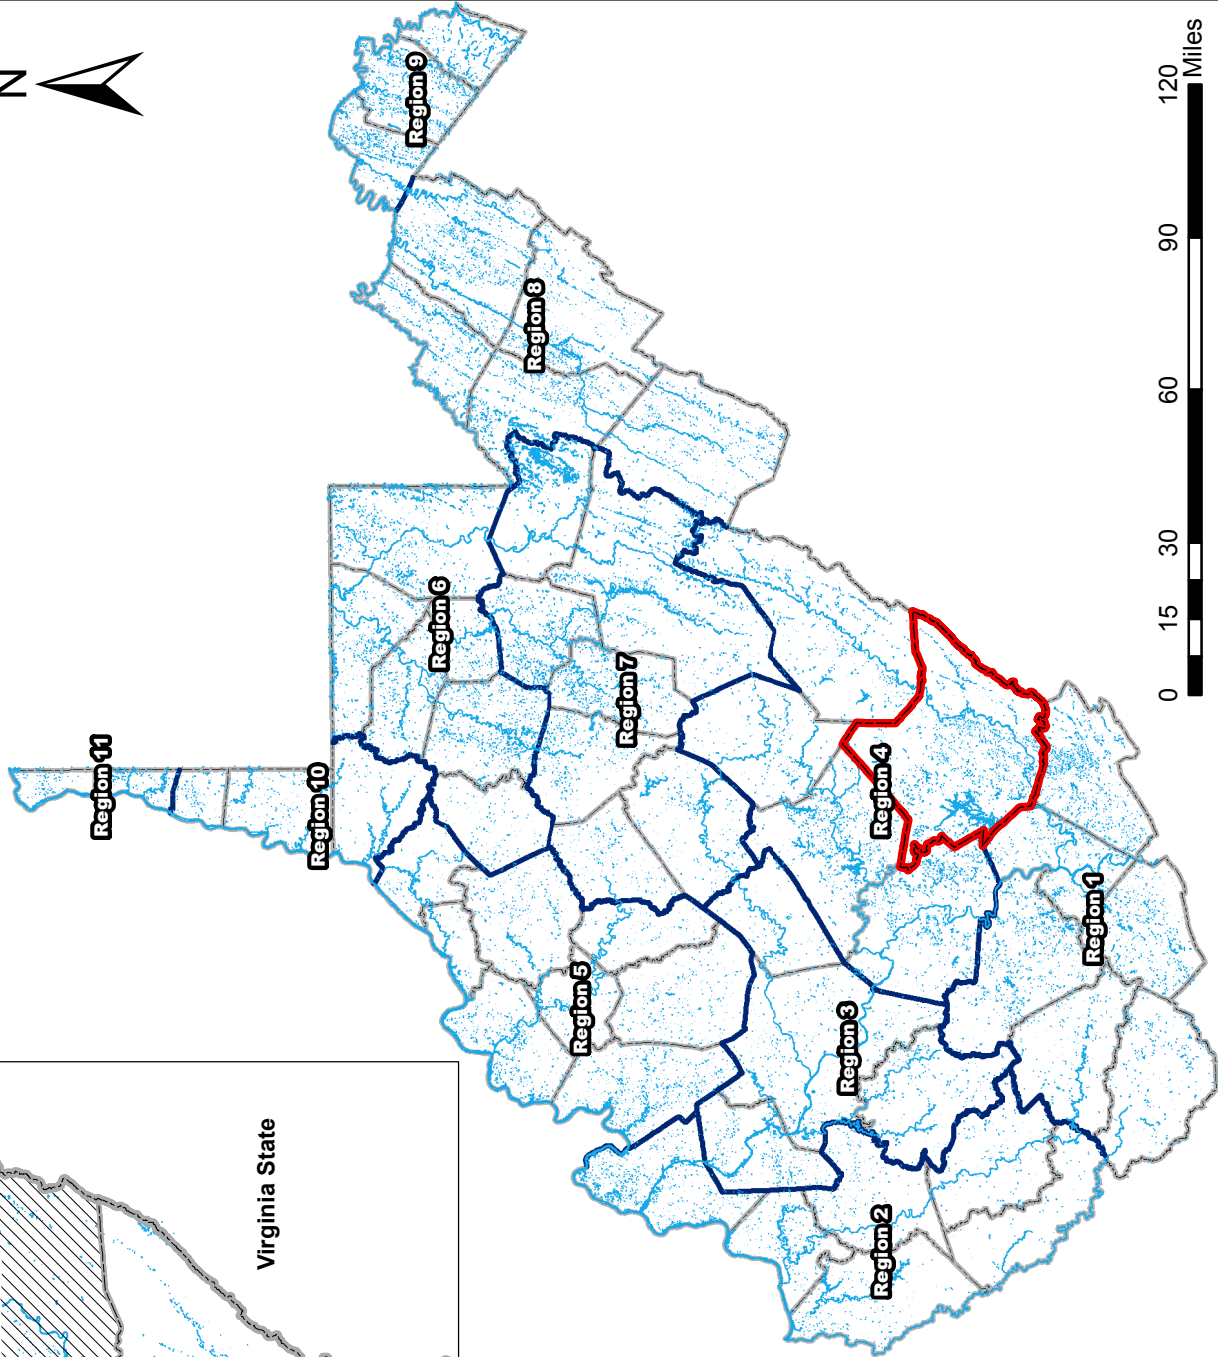 N
Region 11
Region 10
Region 9
Region 8
Region 6
Region 7
Region 5
Region 4
Region 3
Region 1
Region 2
Virginia State
0 15 30 60 90 120
Miles